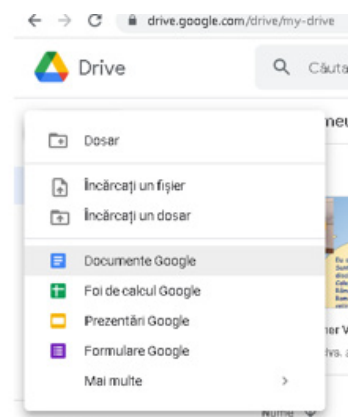 drive.google.com/drive/my-drive
Drive
Căuta
meu
Dosar
Încărcați un fișier
Încărcați un dosar
Documente Google
Foi de calcul Google
Prezentări Google
Formulare Google
Mai multe
Nume